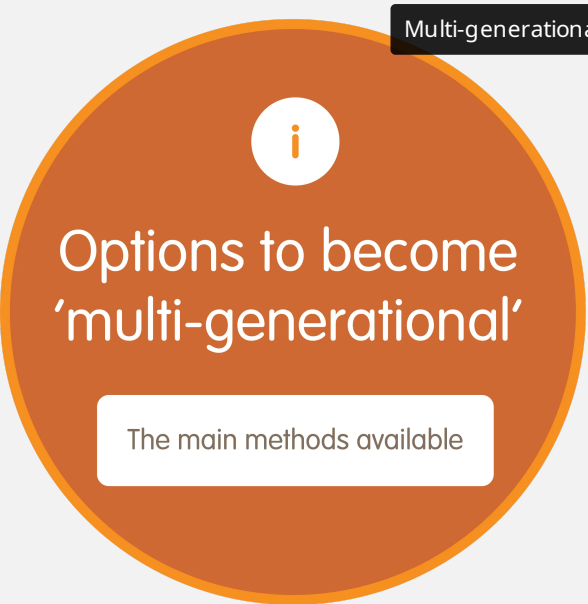 Multi-generationa
i
Options to become
‘multi-generational’
The main methods available